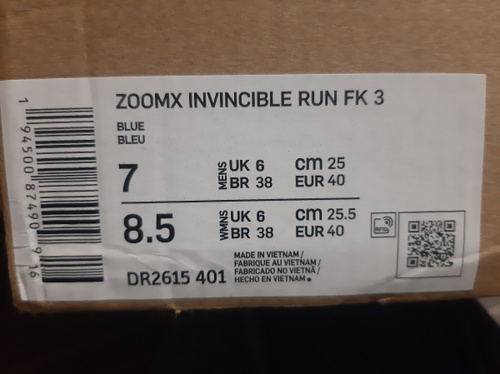 ZOOMX INVINCIBLE RUN FK 3
BLUE
BLEU
7 MENS UK 6 cm 25
BR 38 EUR 40
8.5 WMNS UK 6 cm 25.5
BR 38 EUR 40
DR2615 401
MADE IN VIETNAM /
FABRIQUE AU VIETNAM /
FABRICADO NO VIETNÃ /
HECHO EN VIETNAM
RFID
1 94500 87490 9 16